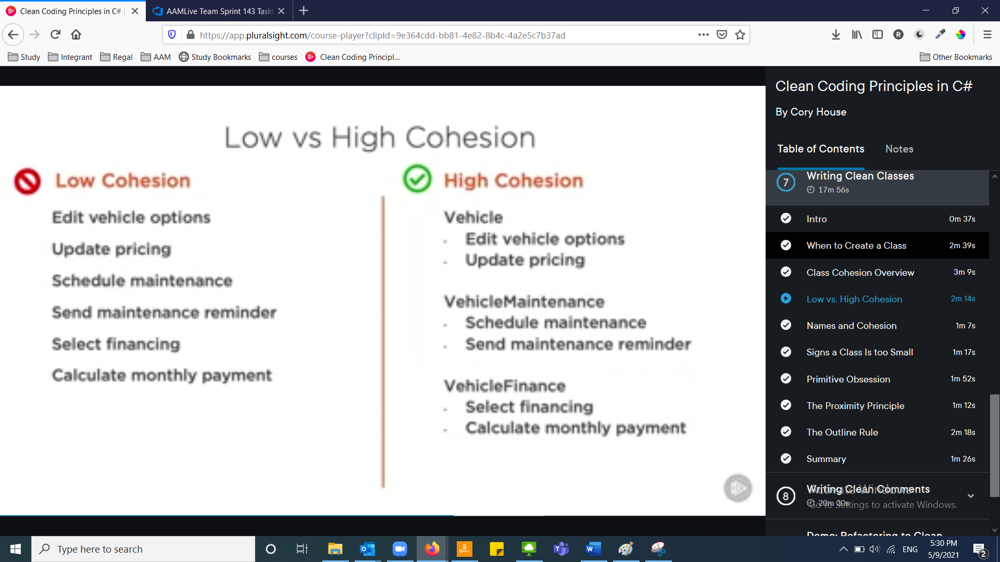 Clean Coding Principles in C# |
AAMLive Team Sprint 143 Taskb
https://app.pluralsight.com/course-player?clipId=9e364cdd-bb81-4e82-8b4c-4a2e5c7b37ad
R
Study
Integrant
Regal
AAM
Study Bookmarks
courses
Clean Coding Principl...
Other Bookmarks
Low vs High Cohesion
Low Cohesion
Edit vehicle options
Update pricing
Schedule maintenance
Send maintenance reminder
Select financing
Calculate monthly payment
High Cohesion
Vehicle
- Edit vehicle options
- Update pricing
VehicleMaintenance
- Schedule maintenance
- Send maintenance reminder
VehicleFinance
- Select financing
- Calculate monthly payment
Clean Coding Principles in C#
By Cory House
Table of Contents
Notes
7
Writing Clean Classes
17m 56s
Intro 0m 37s
When to Create a Class 2m 39s
Class Cohesion Overview 3m 9s
Low vs. High Cohesion 2m 14s
Names and Cohesion 1m 7s
Signs a Class Is too Small 1m 17s
Primitive Obsession 1m 52s
The Proximity Principle 1m 12s
The Outline Rule 2m 18s
Summary 1m 26s
8
Writing Clean Comments
20m 30s
Activate Windows
Go to Settings to activate Windows.
Demo: Refactoring to Clean
Type here to search
ENG
5:30 PM
5/9/2021
2